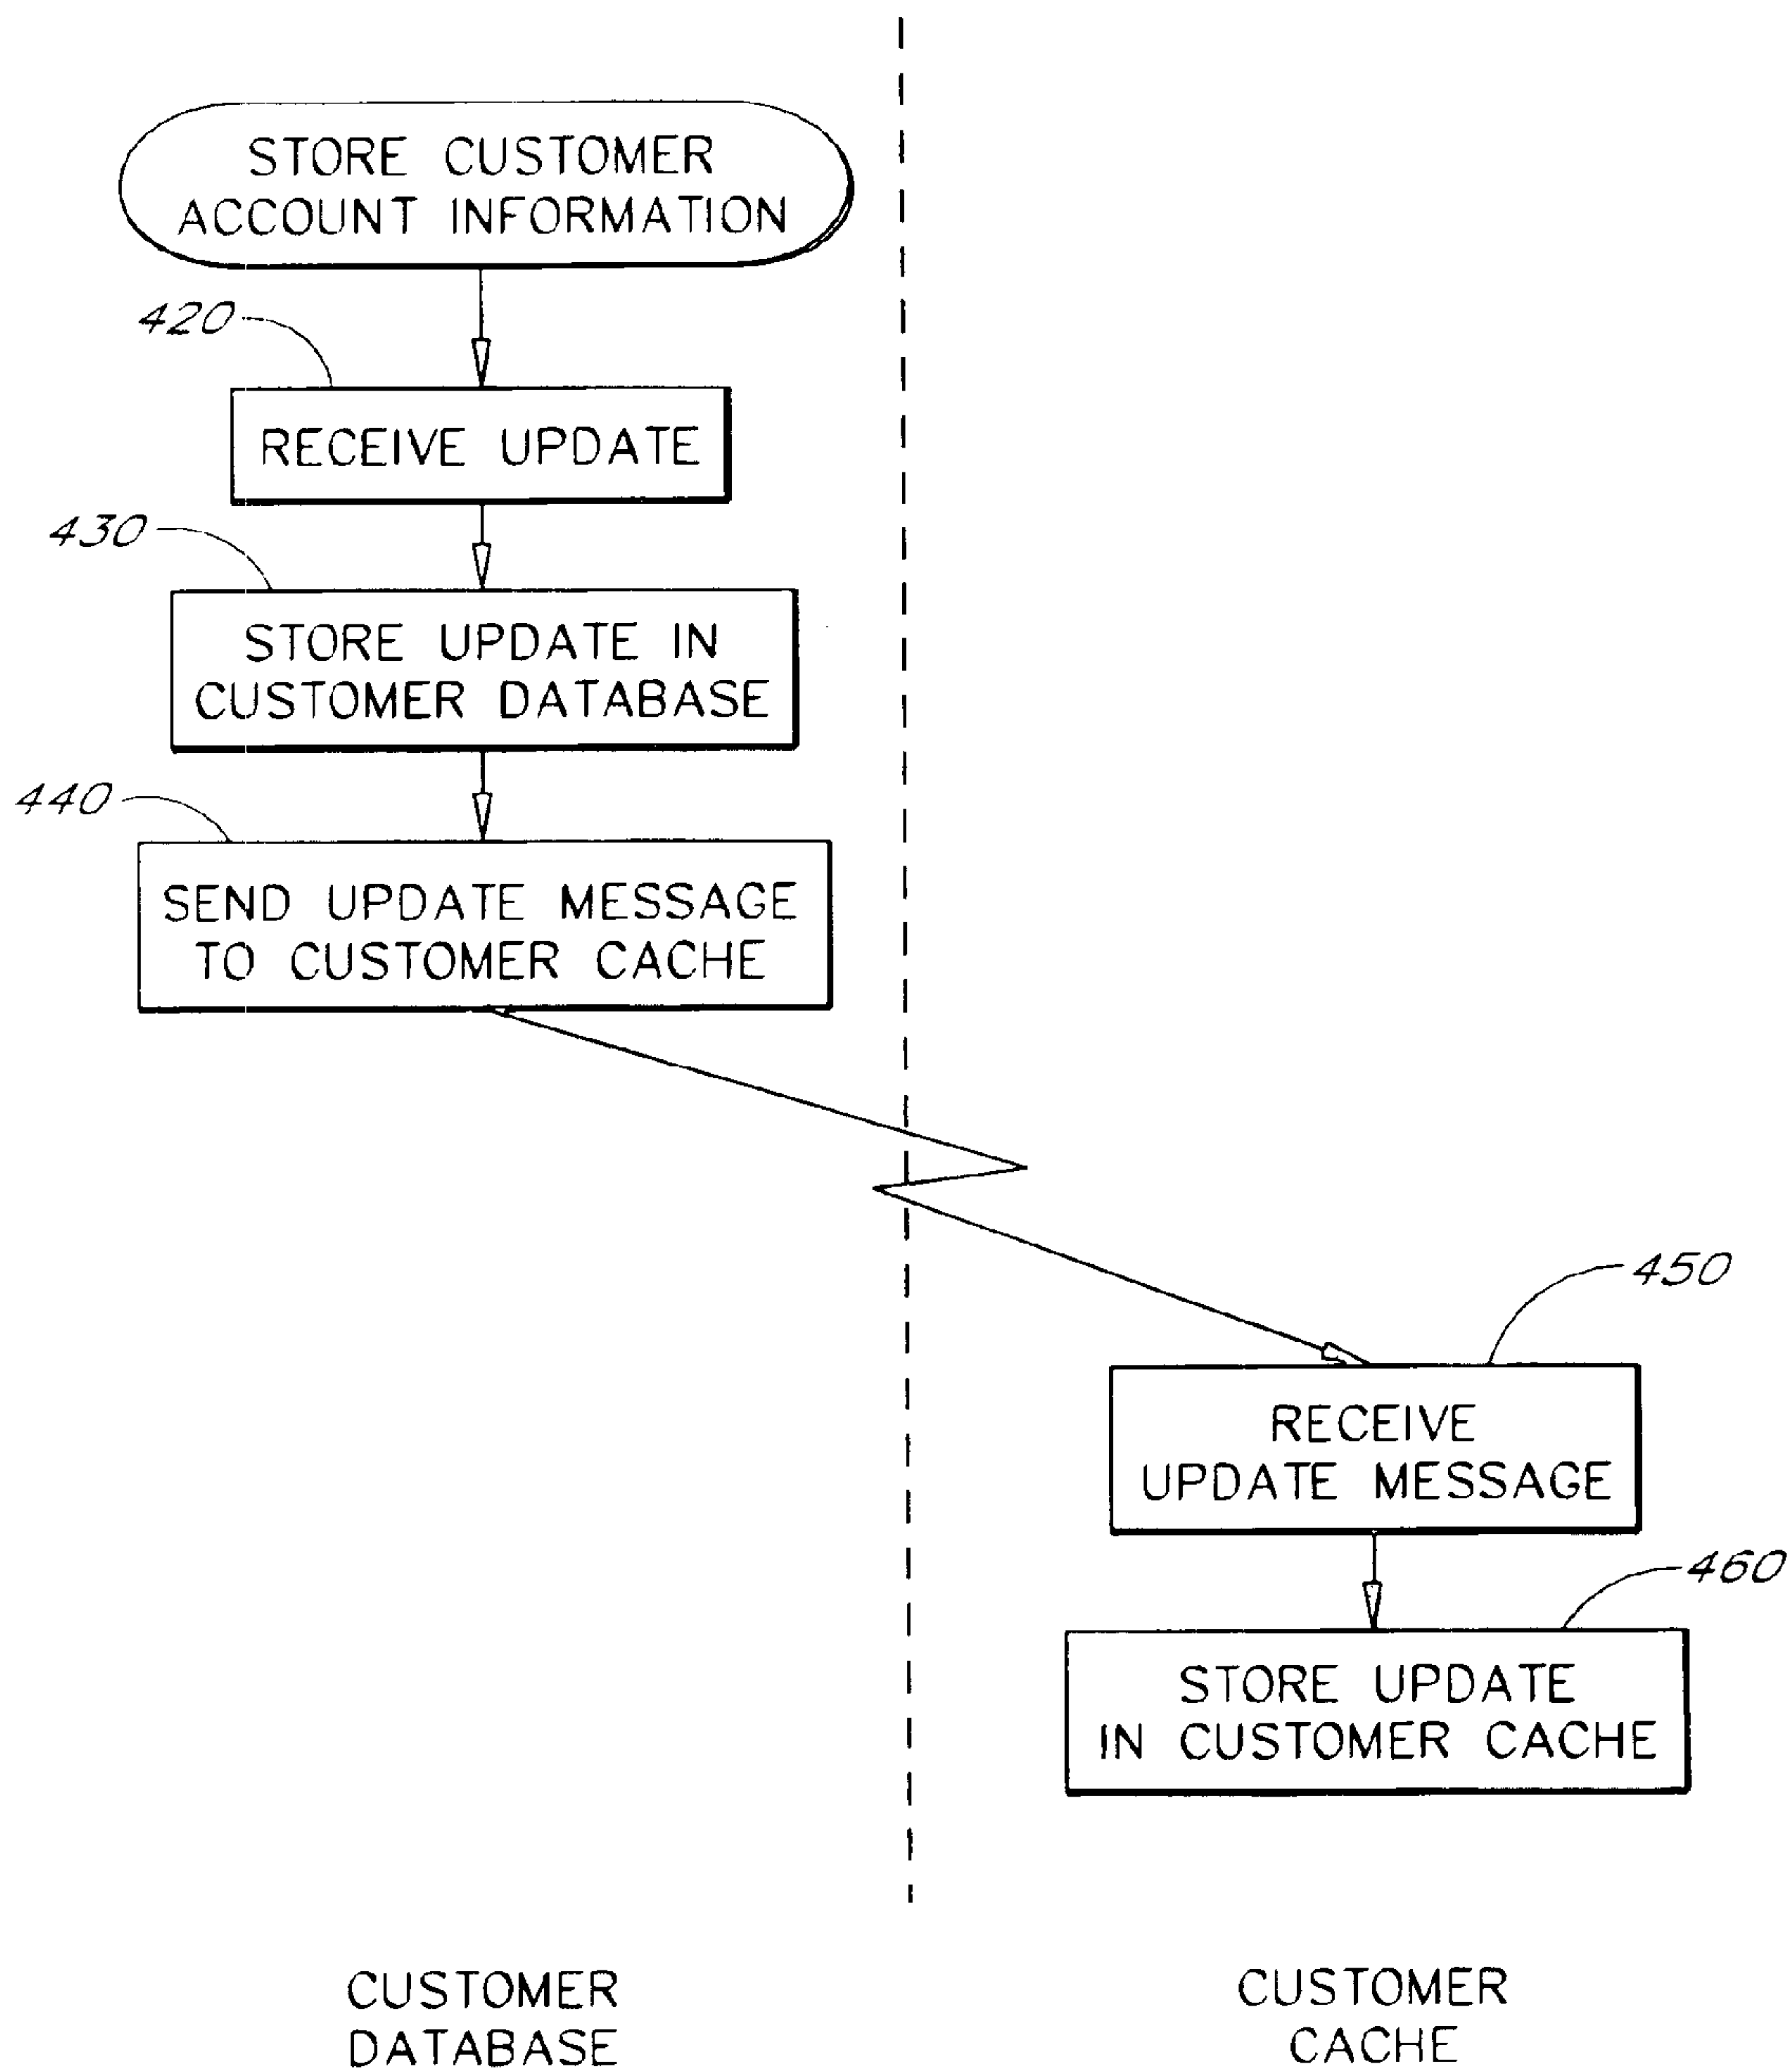 STORE CUSTOMER
ACCOUNT INFORMATION
420
RECEIVE UPDATE
430
STORE UPDATE IN
CUSTOMER DATABASE
440
SEND UPDATE MESSAGE
TO CUSTOMER CACHE
450
RECEIVE
UPDATE MESSAGE
460
STORE UPDATE
IN CUSTOMER CACHE
CUSTOMER
DATABASE
CUSTOMER
CACHE